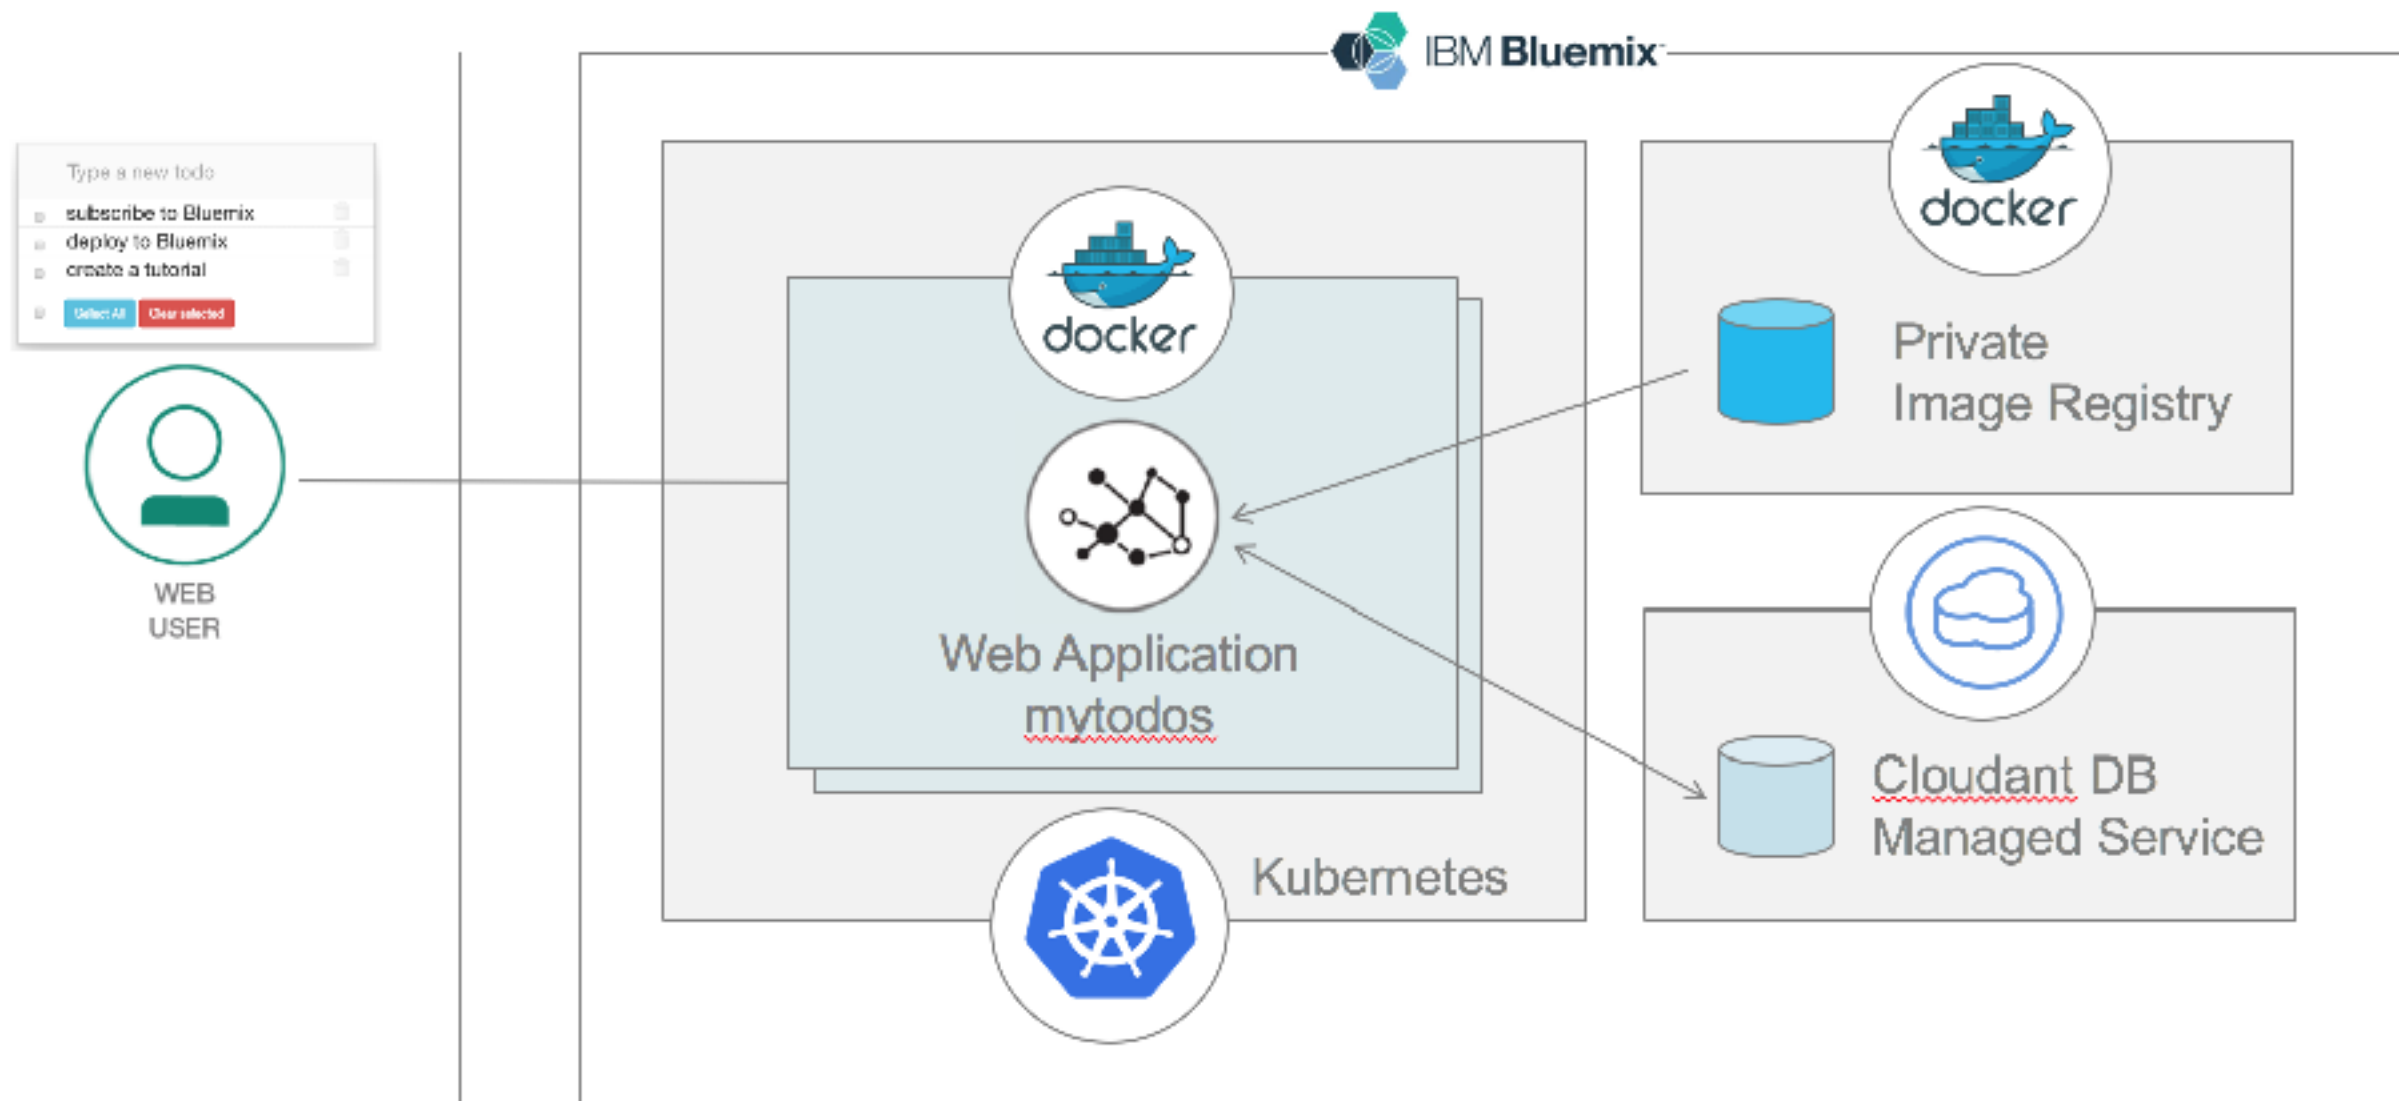 IBM Bluemix
Type a new todo
subscribe to Bluemix
deploy to Bluemix
create a tutorial
Select All
Clear selected
WEB
USER
docker
Web Application
mytodos
Kubernetes
docker
Private
Image Registry
Cloudant DB
Managed Service